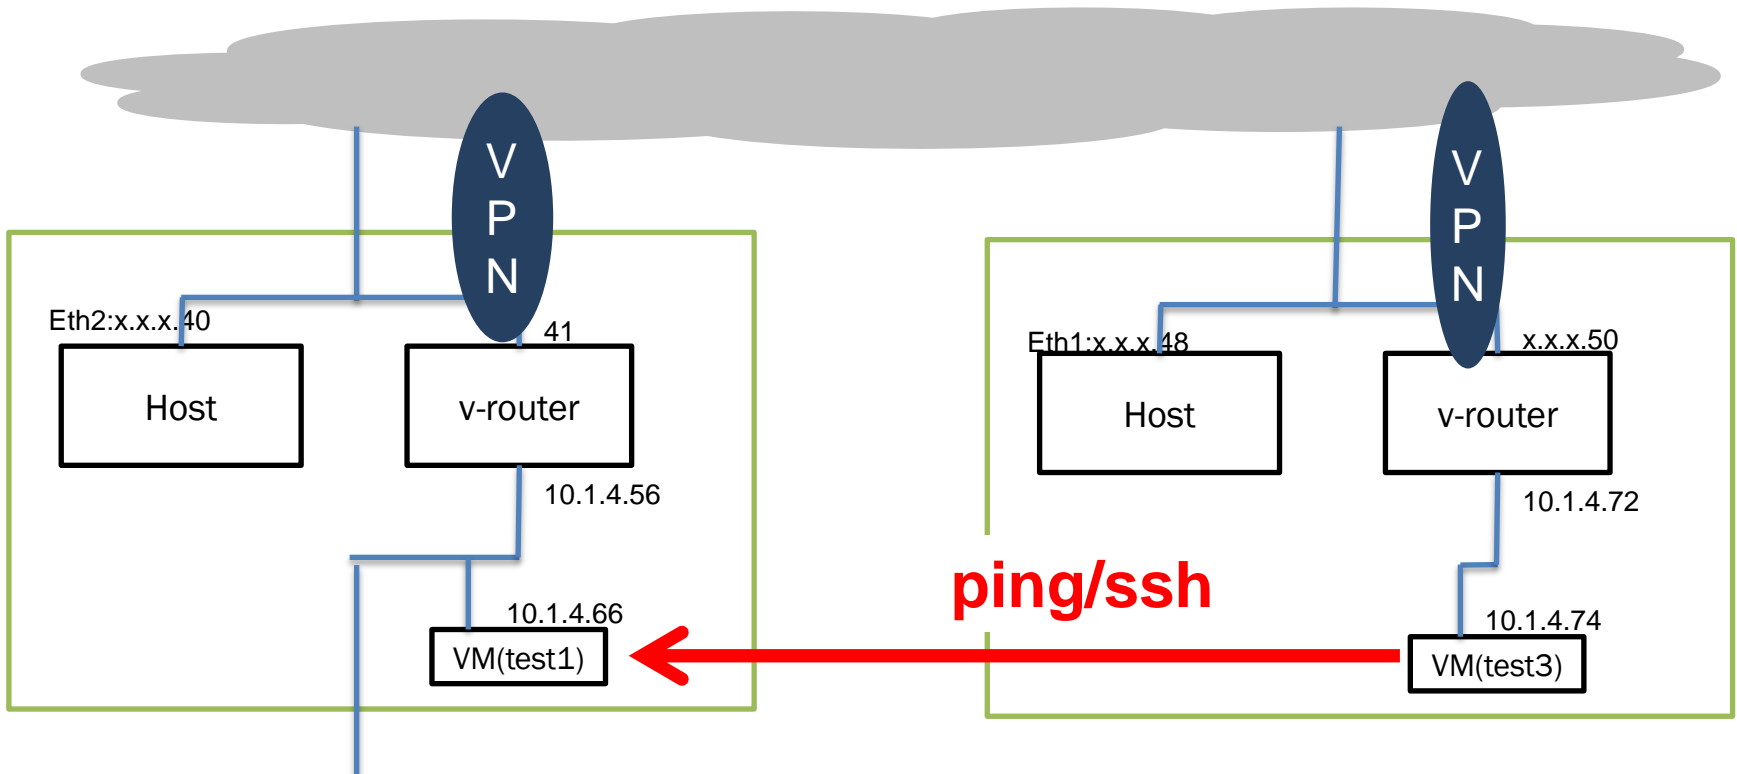 V
P
N
V
P
N
Eth2:x.x.x.40
41
Eth1:x.x.x.48
x.x.x.50
Host
v-router
Host
v-router
10.1.4.56
10.1.4.72
ping/ssh
10.1.4.66
10.1.4.74
VM(test1)
VM(test3)